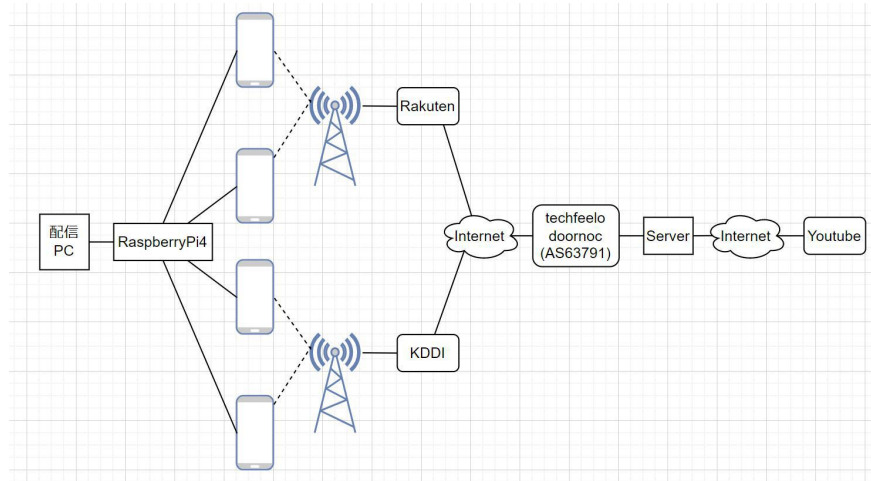 配信
PC
RaspberryPi4
Rakuten
KDDI
Internet
techfeelo
doornoc
(AS63791)
Server
Internet
Youtube